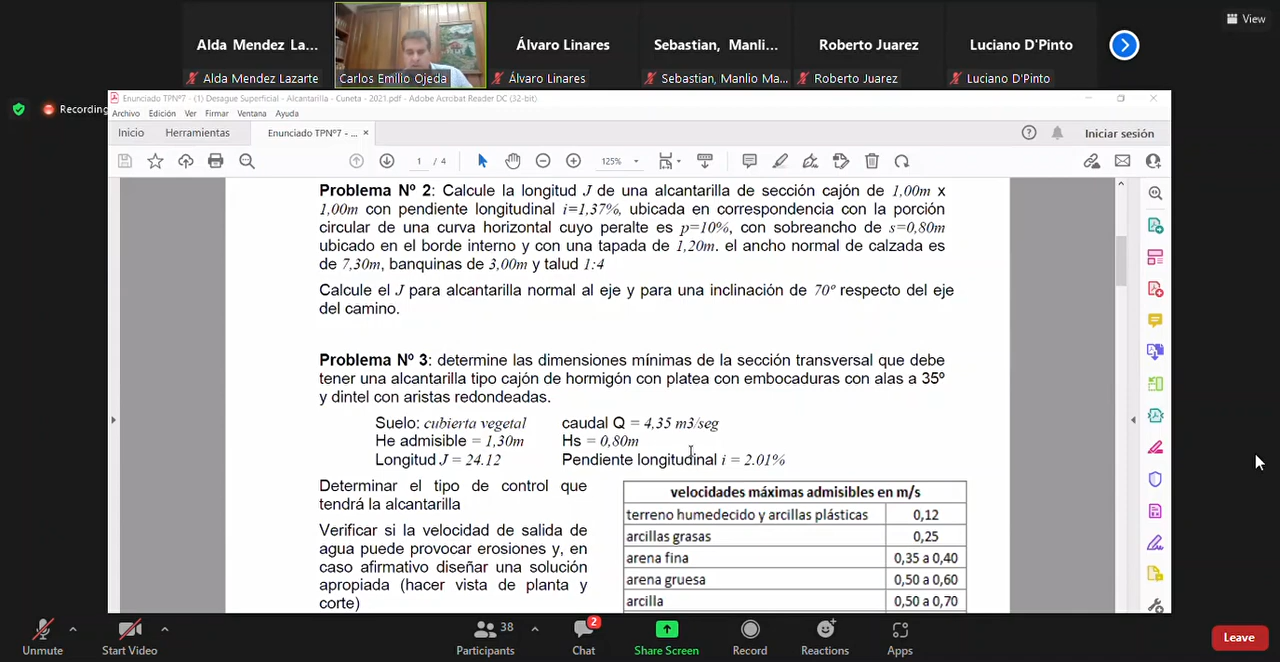 View
Alda Mendez La...
Álvaro Linares
Sebastian, Manli...
Roberto Juarez
Luciano D'Pinto
Alda Mendez Lazarte
Carlos Emilio Ojeda
Álvaro Linares
Sebastian, Manlio Ma...
Roberto Juarez
Luciano D'Pinto
Recording
Enunciado TPNº7 - (1) Desague Superficial - Alcantarilla - Cuneta - 2021.pdf - Adobe Acrobat Reader DC (32-bit)
Archivo Edición Ver Firmar Ventana Ayuda
Inicio Herramientas Enunciado TPNº7 - ... × Iniciar sesión
1 / 4 125%
Problema Nº 2: Calcule la longitud J de una alcantarilla de sección cajón de 1,00m x
1,00m con pendiente longitudinal i=1,37%, ubicada en correspondencia con la porción
circular de una curva horizontal cuyo peralte es p=10%, con sobreancho de s=0,80m
ubicado en el borde interno y con una tapada de 1,20m. el ancho normal de calzada es
de 7,30m, banquinas de 3,00m y talud 1:4
Calcule el J para alcantarilla normal al eje y para una inclinación de 70º respecto del eje
del camino.
Problema Nº 3: determine las dimensiones mínimas de la sección transversal que debe
tener una alcantarilla tipo cajón de hormigón con platea con embocaduras con alas a 35º
y dintel con aristas redondeadas.
Suelo: cubierta vegetal caudal Q = 4,35 m3/seg
He admisible = 1,30m Hs = 0,80m
Longitud J = 24.12 Pendiente longitudinal i = 2.01%
Determinar el tipo de control que
tendrá la alcantarilla
Verificar si la velocidad de salida de
agua puede provocar erosiones y, en
caso afirmativo diseñar una solución
apropiada (hacer vista de planta y
corte)
velocidades máximas admisibles en m/s
terreno humedecido y arcillas plásticas 0,12
arcillas grasas 0,25
arena fina 0,35 a 0,40
arena gruesa 0,50 a 0,60
arcilla 0,50 a 0,70
Unmute
Start Video
38
Participants
2
Chat
Share Screen
Record
Reactions
Apps
Leave